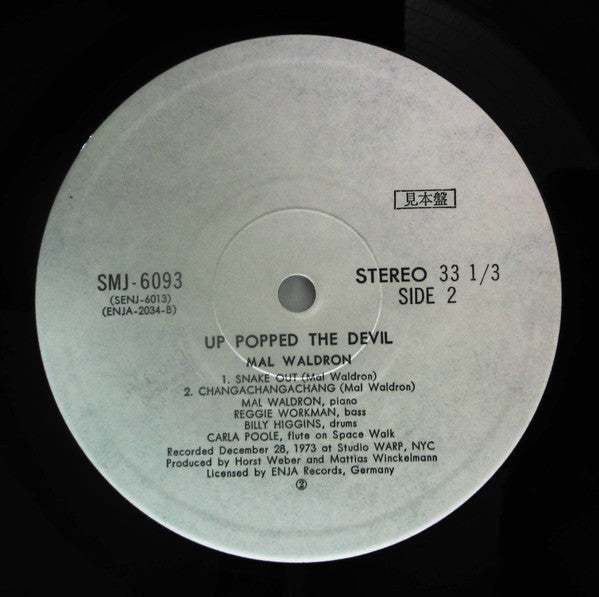 見本盤
SMJ-6093
(SENJ-6013)
(ENJA-2034-B)
STEREO 33 1/3
SIDE 2
UP POPPED THE DEVIL
MAL WALDRON
1. SNAKE OUT (Mal Waldron)
2. CHANGACHANGACHANG (Mal Waldron)
MAL WALDRON, piano
REGGIE WORKMAN, bass
BILLY HIGGINS, drums
CARLA POOLE, flute on Space Walk
Recorded December 28, 1973 at Studio WARP, NYC
Produced by Horst Weber and Mattias Winckelmann
Licensed by ENJA Records, Germany
②